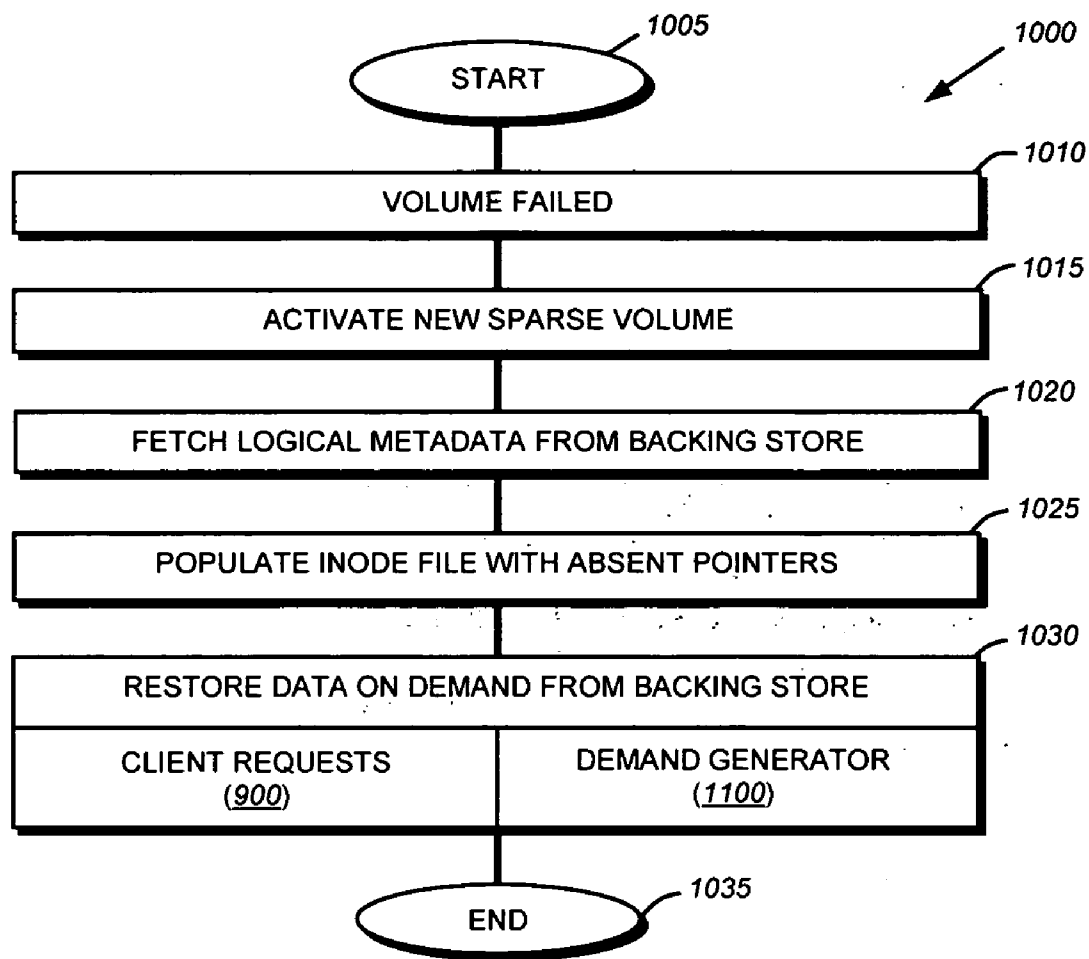 1005
1000
START
1010
VOLUME FAILED
1015
ACTIVATE NEW SPARSE VOLUME
1020
FETCH LOGICAL METADATA FROM BACKING STORE
1025
POPULATE INODE FILE WITH ABSENT POINTERS
1030
RESTORE DATA ON DEMAND FROM BACKING STORE
CLIENT REQUESTS
(900)
DEMAND GENERATOR
(1100)
1035
END